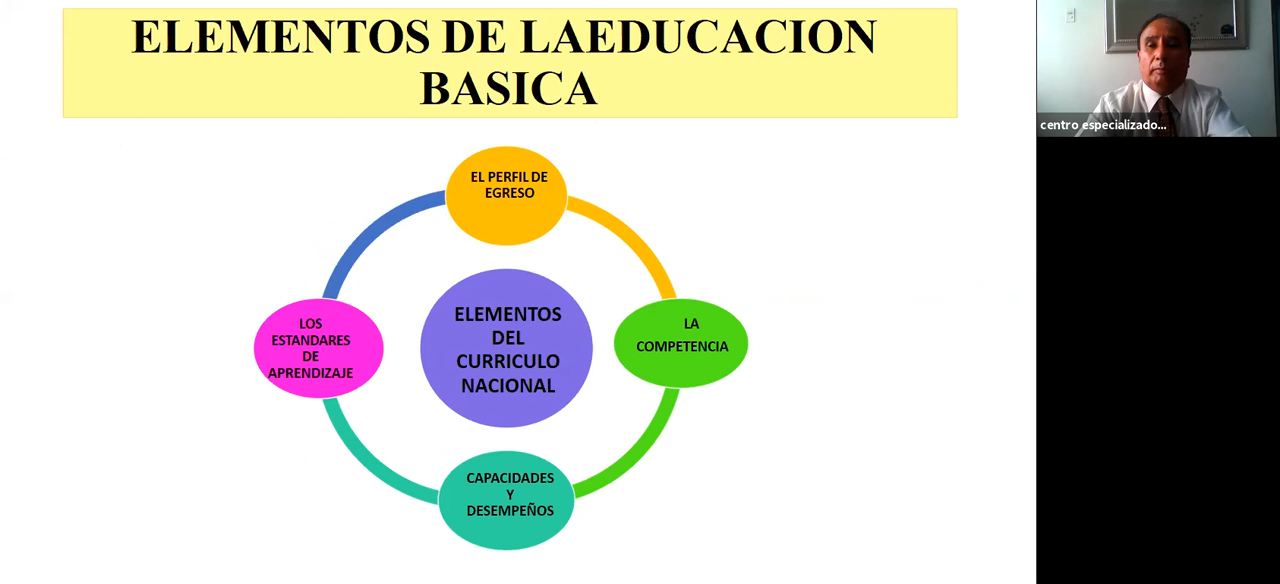 ELEMENTOS DE LAEDUCACION
BASICA
centro especializado...
EL PERFIL DE
EGRESO
ELEMENTOS
DEL
CURRICULO
NACIONAL
LA
COMPETENCIA
LOS
ESTANDARES
DE
APRENDIZAJE
CAPACIDADES
Y
DESEMPEÑOS